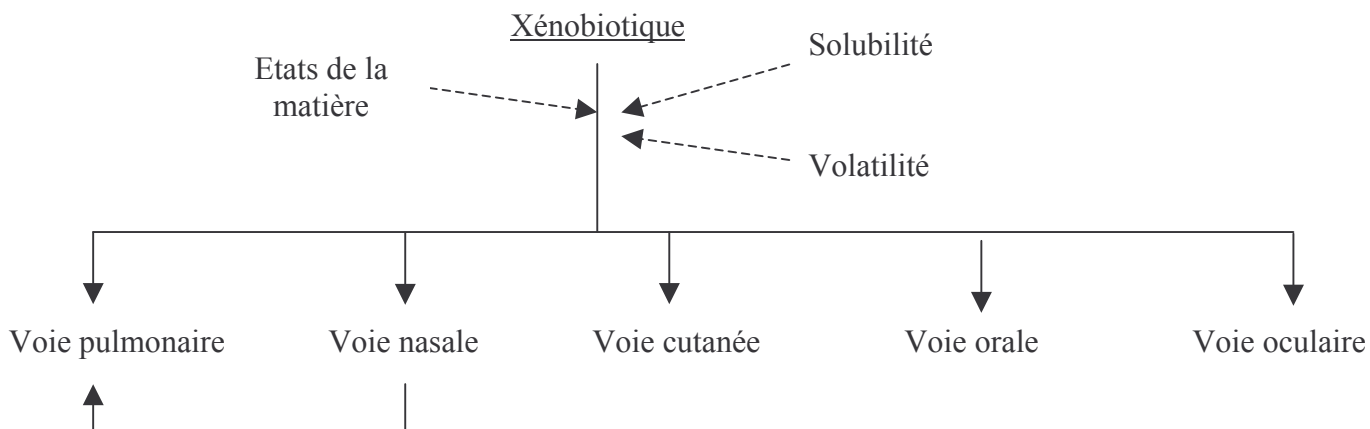 Xénobiotique
Solubilité
Etats de la
matière
Volatilité
Voie pulmonaire
Voie nasale
Voie cutanée
Voie orale
Voie oculaire